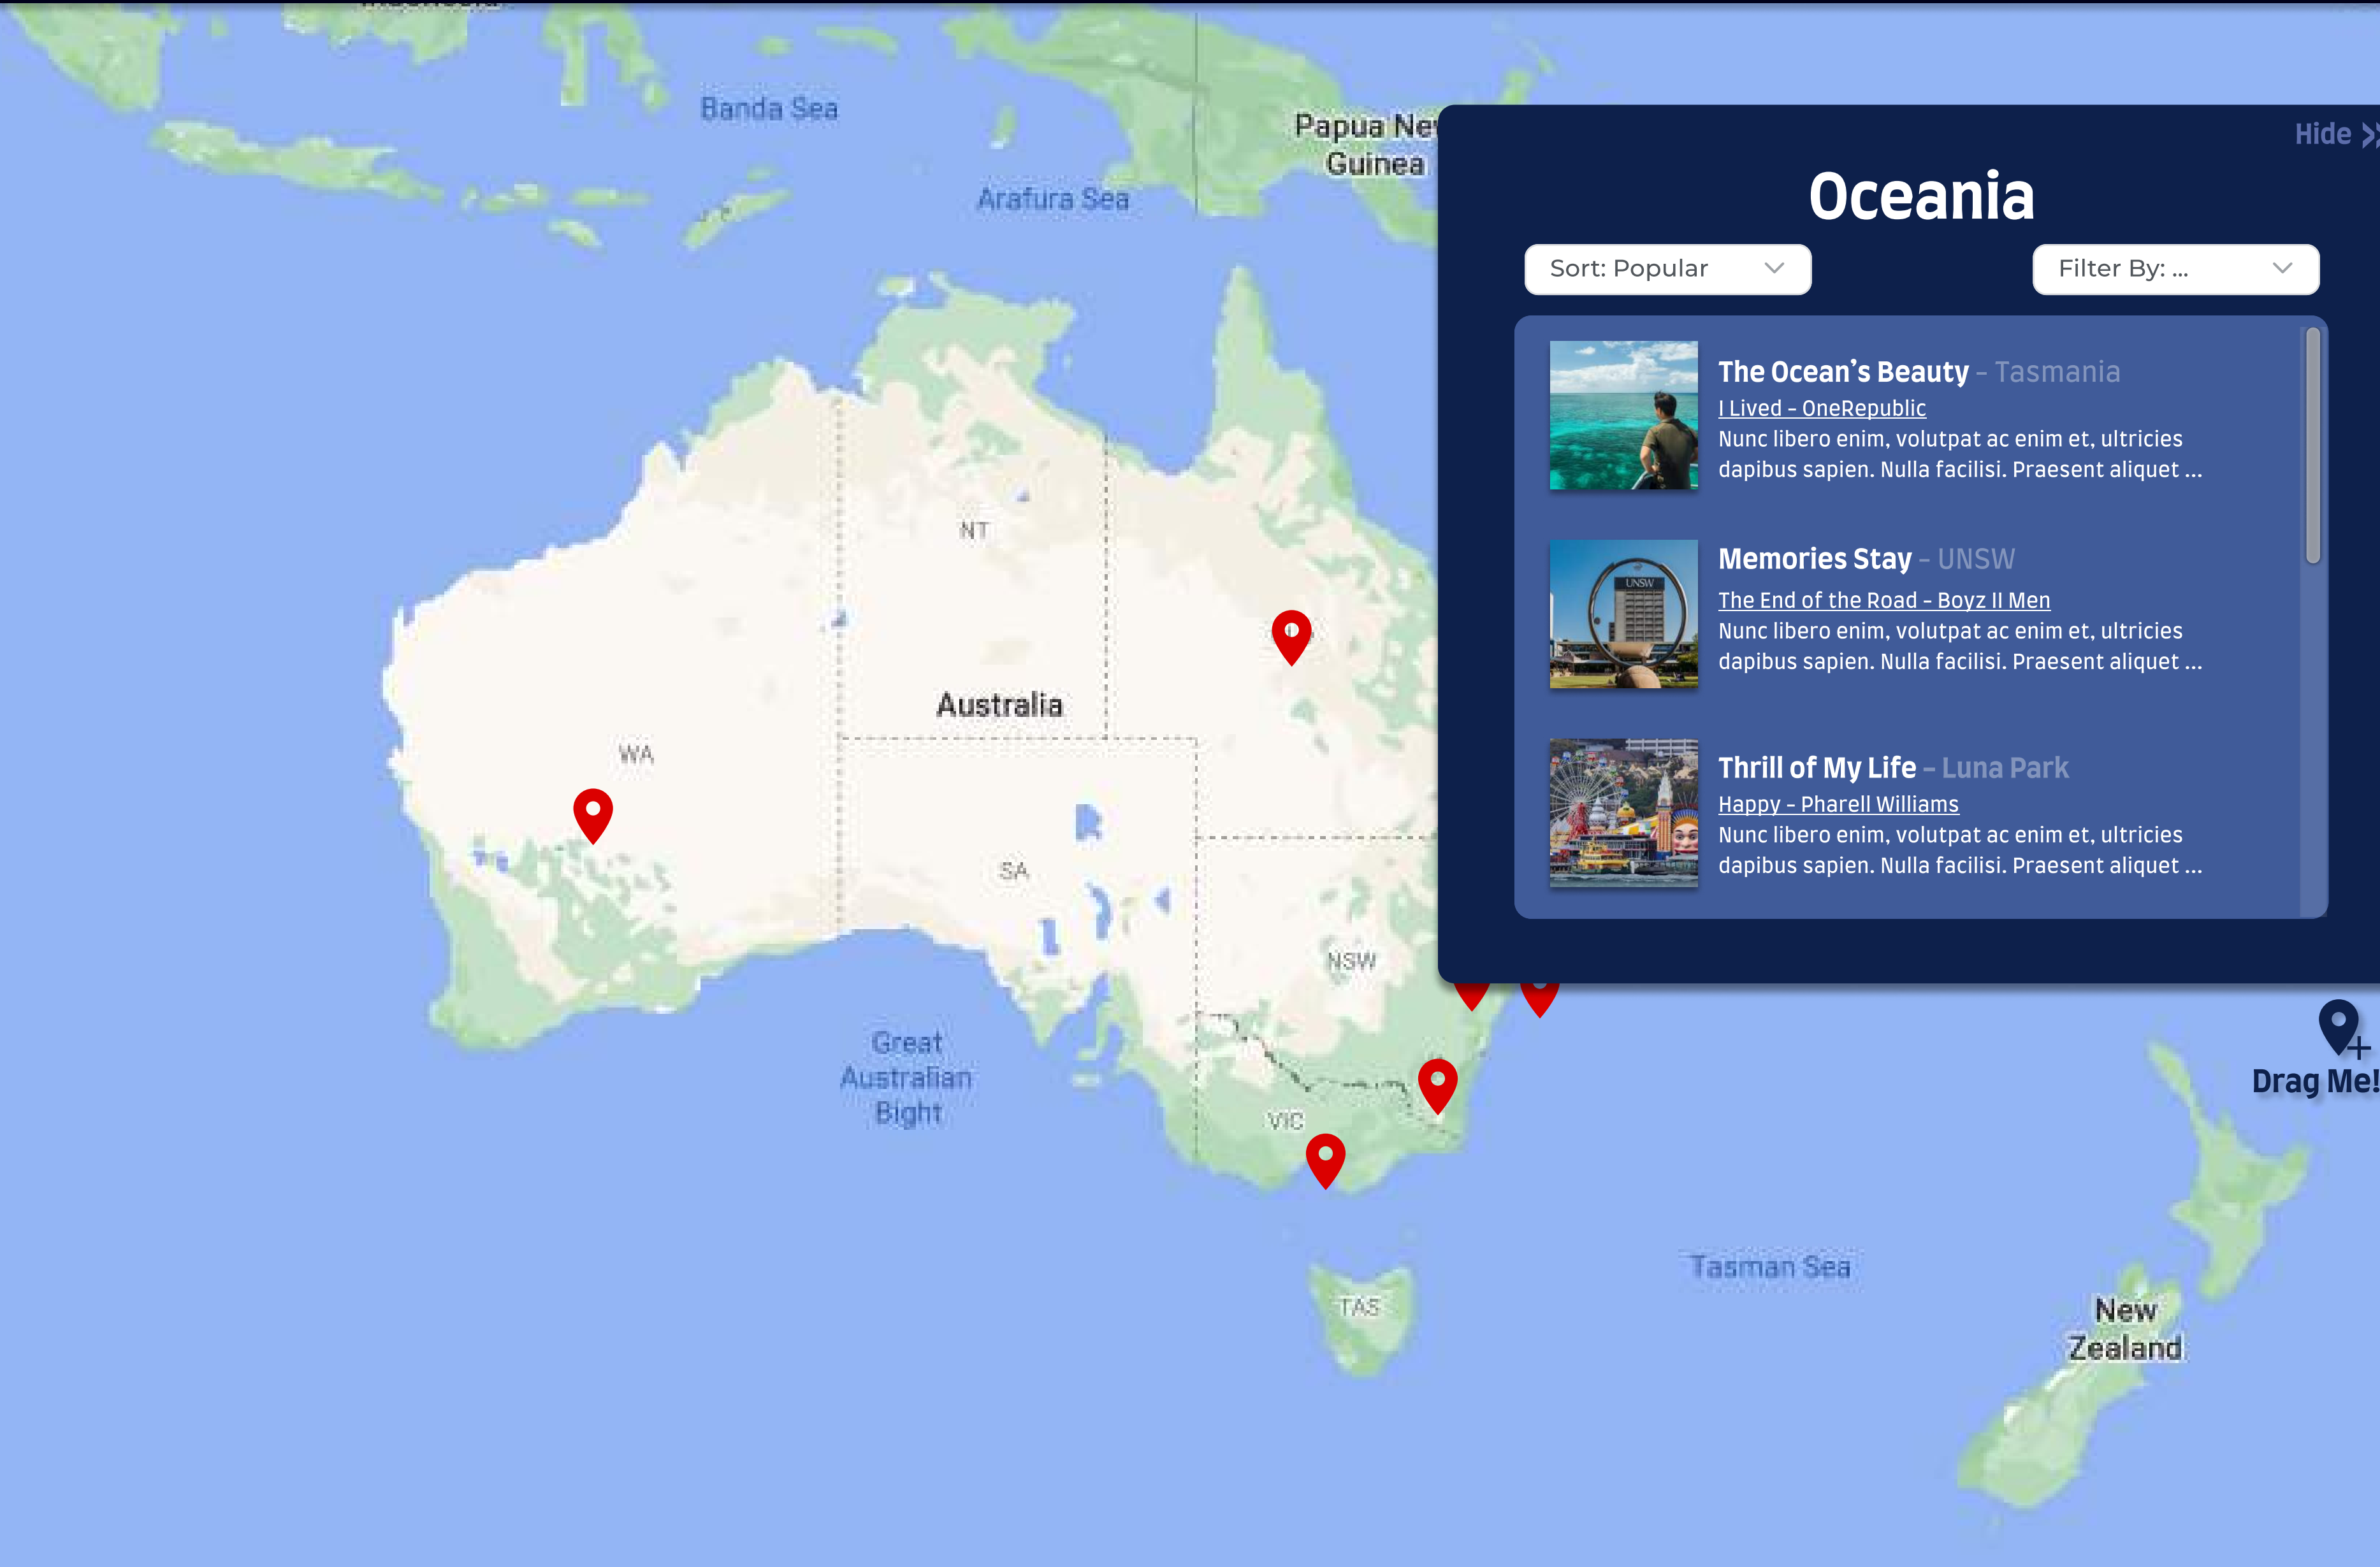 Banda Sea
Arafura Sea
Papua New
Guinea
NT
Australia
WA
SA
NSW
Great
Australian
Bight
VIC
TAS
Tasman Sea
New
Zealand
Hide
Oceania
Sort: Popular
Filter By: ...
The Ocean’s Beauty - Tasmania
I Lived - OneRepublic
Nunc libero enim, volutpat ac enim et, ultricies
dapibus sapien. Nulla facilisi. Praesent aliquet ...
UNSW
Memories Stay - UNSW
The End of the Road - Boyz II Men
Nunc libero enim, volutpat ac enim et, ultricies
dapibus sapien. Nulla facilisi. Praesent aliquet ...
Thrill of My Life - Luna Park
Happy - Pharell Williams
Nunc libero enim, volutpat ac enim et, ultricies
dapibus sapien. Nulla facilisi. Praesent aliquet ...
Drag Me!